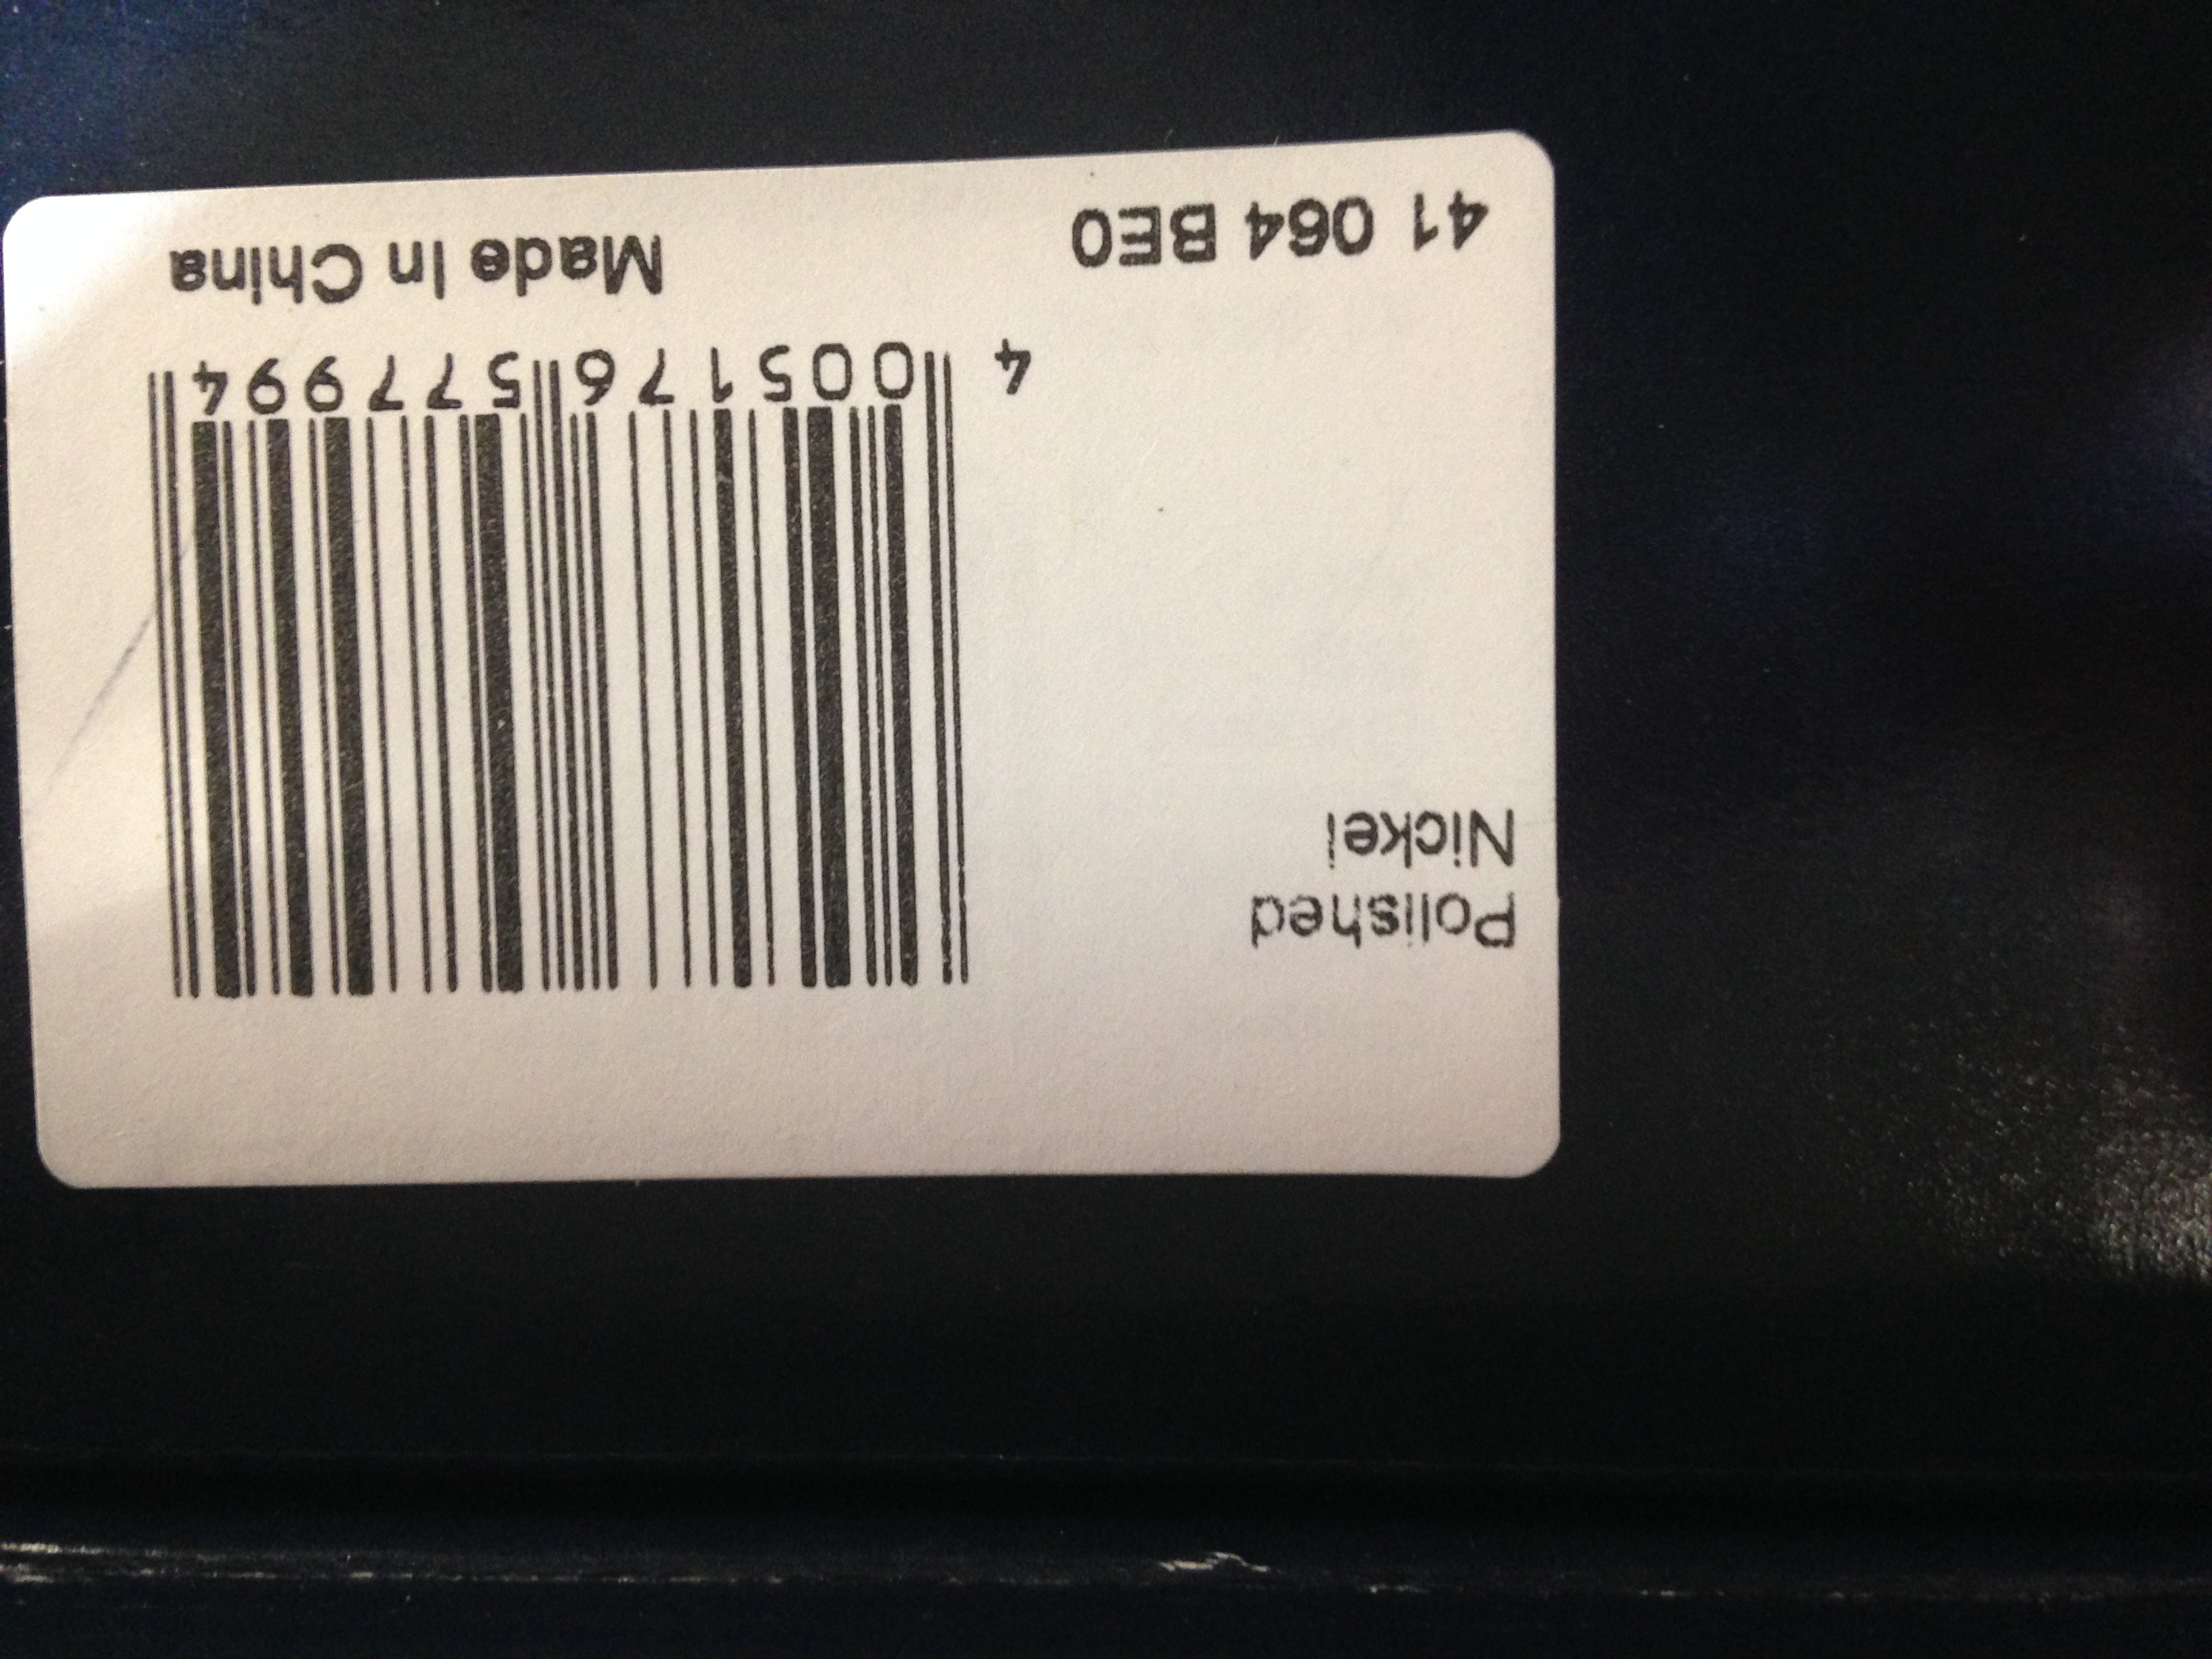 Polished
Nickel
4 005176 577994
41 064 BE0 Made In China